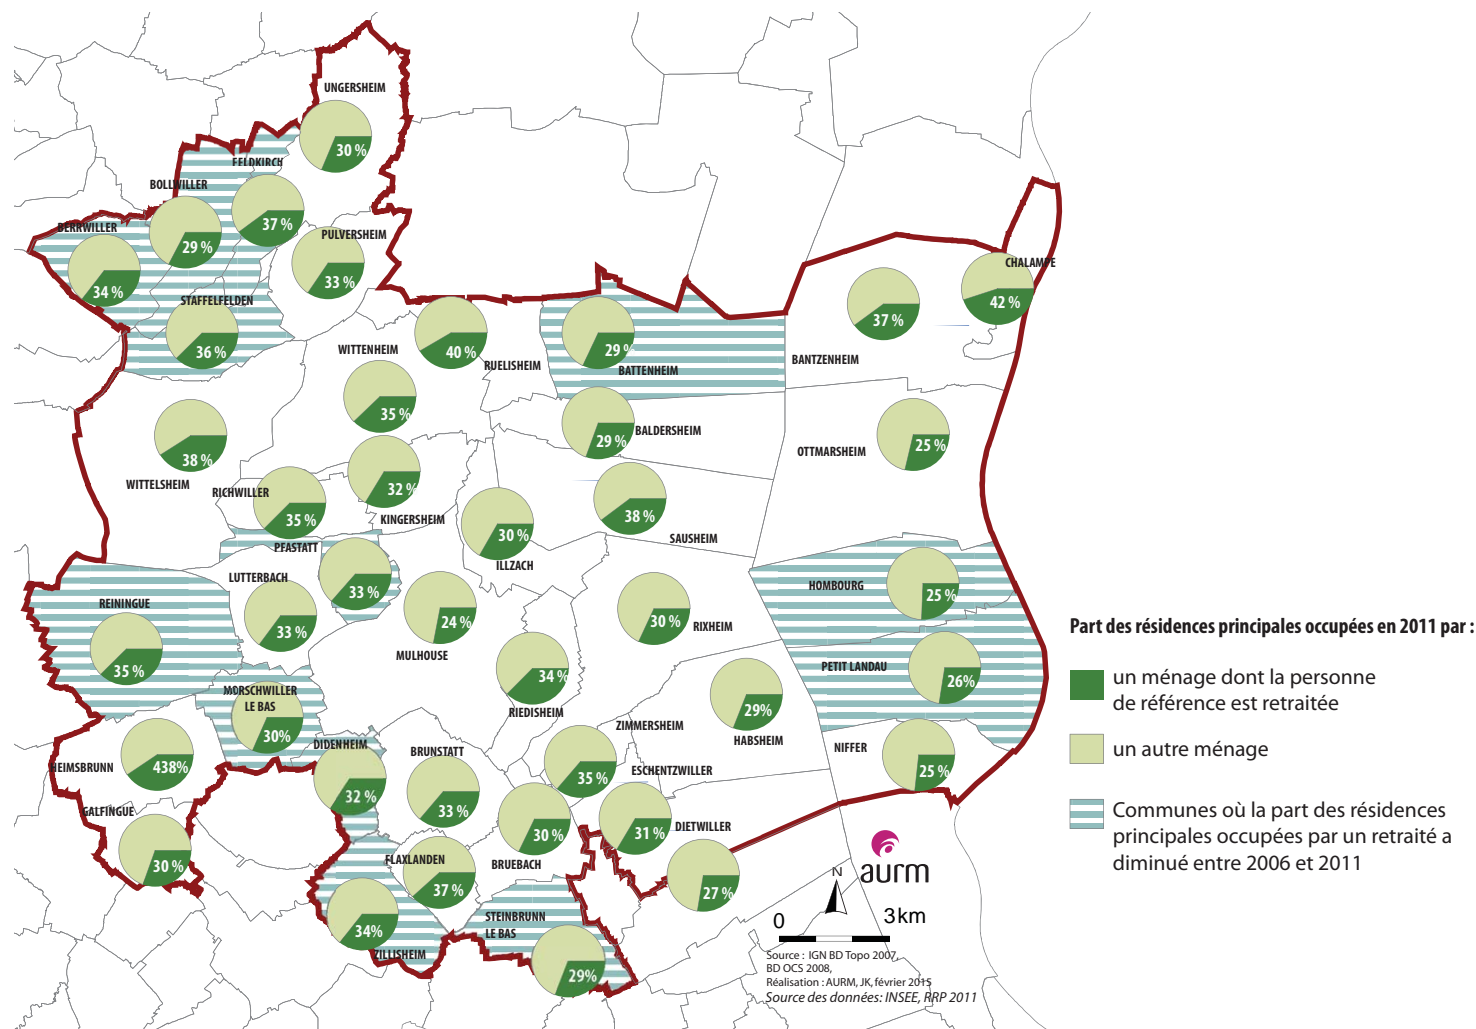 UNGERSHEIM
30 %
FELDKIRCH
37 %
BOLLWILLER
29 %
BERRWILLER
34 %
PULVERSHEIM
33 %
STAFFELFELDEN
36 %
CHALAMPE
42 %
37 %
BANTZENHEIM
WITTENHEIM
35 %
40 %
RUELISHEIM
29 %
BATTENHEIM
29 %
BALDERSHEIM
25 %
OTTMARSHEIM
38 %
WITTELSHEIM
RICHWILLER
35 %
32 %
KINGERSHEIM
30 %
ILLZACH
38 %
SAUSHEIM
PFASTATT
33 %
LUTTERBACH
33 %
REININGUE
35 %
24 %
MULHOUSE
30 %
RIXHEIM
HOMBOURG
25 %
PETIT LANDAU
26%
34 %
RIEDISHEIM
MORSCHWILLER
LE BAS
30%
29%
HABSHEIM
NIFFER
25 %
HEIMSBRUNN
438%
DIDENHEIM
32 %
BRUNSTATT
33 %
ZIMMERSHEIM
35 %
ESCHENTZWILLER
31 %
DIETWILLER
27 %
GALFINGUE
30 %
30 %
BRUEBACH
FLAXLANDEN
37 %
34%
ZILLISHEIM
STEINBRUNN
LE BAS
29%
Part des résidences principales occupées en 2011 par :
un ménage dont la personne
de référence est retraitée
un autre ménage
Communes où la part des résidences
principales occupées par un retraité a
diminué entre 2006 et 2011
aurm
N
0
3 km
Source : IGN BD Topo 2007,
BD OCS 2008,
Réalisation : AURM, JK, février 2015
Source des données: INSEE, RRP 2011